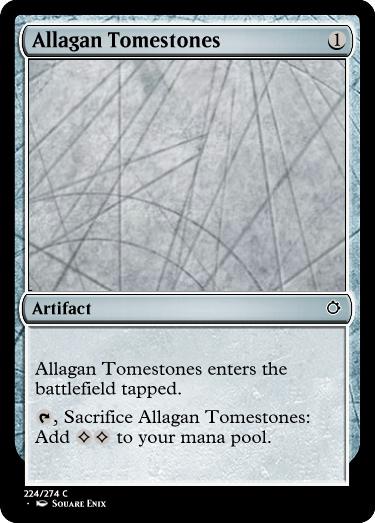 Allagan Tomestones 1
Artifact
Allagan Tomestones enters the
battlefield tapped.
, Sacrifice Allagan Tomestones:
Add to your mana pool.
224/274 C
· Square Enix